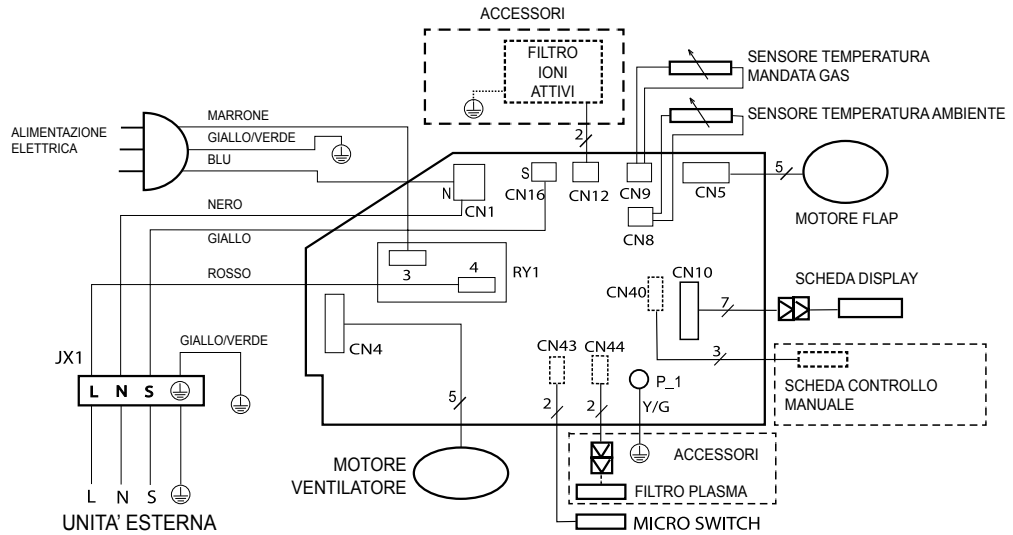 ACCESSORI
FILTRO
IONI
ATTIVI
SENSORE TEMPERATURA
MANDATA GAS
SENSORE TEMPERATURA AMBIENTE
ALIMENTAZIONE
ELETTRICA
MARRONE
GIALLO/VERDE
BLU
2
5
MOTORE FLAP
N
CN1
S
CN16
CN12
CN9
CN5
CN8
NERO
GIALLO
ROSSO
3
4
RY1
CN40
CN10
7
SCHEDA DISPLAY
CN4
CN43
CN44
3
SCHEDA CONTROLLO
MANUALE
GIALLO/VERDE
JX1
L N S
5
2
2
P_1
Y/G
MOTORE
VENTILATORE
ACCESSORI
FILTRO PLASMA
MICRO SWITCH
L N S
UNITA' ESTERNA